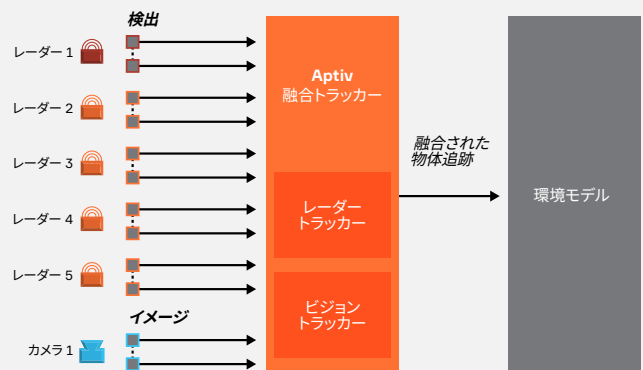 検出
レーダー 1
レーダー 2
レーダー 3
レーダー 4
レーダー 5
イメージ
カメラ 1
Aptiv
融合トラッカー
レーダー
トラッカー
ビジョン
トラッカー
融合された
物体追跡
環境モデル